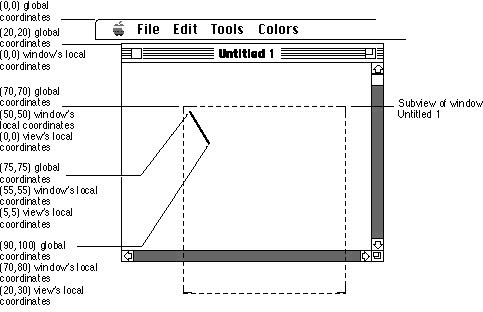 (0,0) global
coordinates
(20,20) global
coordinates
(0,0) window's local
coordinates
File Edit Tools Colors
Untitled 1
(70,70) global
coordinates
(50,50) window's
local coordinates
(0,0) view's local
coordinates
Subview of window
Untitled 1
(75,75) global
coordinates
(55,55) window's local
coordinates
(5,5) view's local
coordinates
(90,100) global
coordinates
(70,80) window's local
coordinates
(20,30) view's local
coordinates